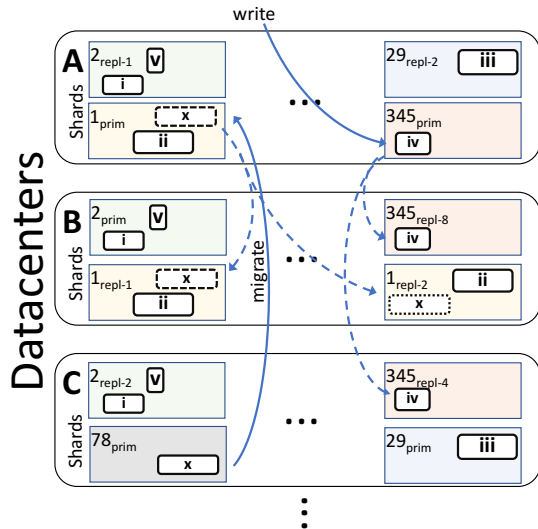 write
Datacenters
A
Shards
2repl-1
v
i
1prim
x
ii
...
29repl-2
iii
345prim
iv
B
Shards
2prim
v
i
1repl-1
x
ii
...
migrate
345repl-8
iv
1repl-2
ii
x
C
Shards
2repl-2
v
i
78prim
x
...
345repl-4
iv
29prim
iii
...